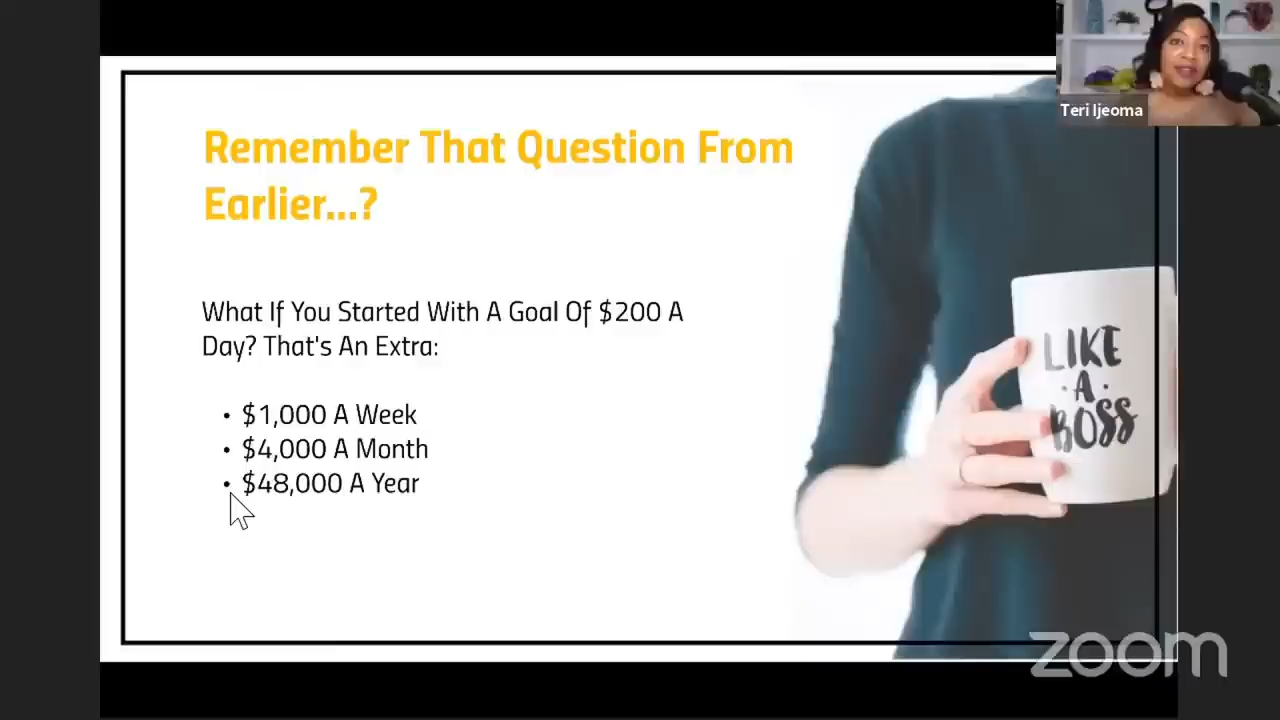 Teri Ijeoma
Remember That Question From
Earlier...?
What If You Started With A Goal Of $200 A
Day? That's An Extra:
• $1,000 A Week
• $4,000 A Month
• $48,000 A Year
LIKE
·A·
BOSS
zoom